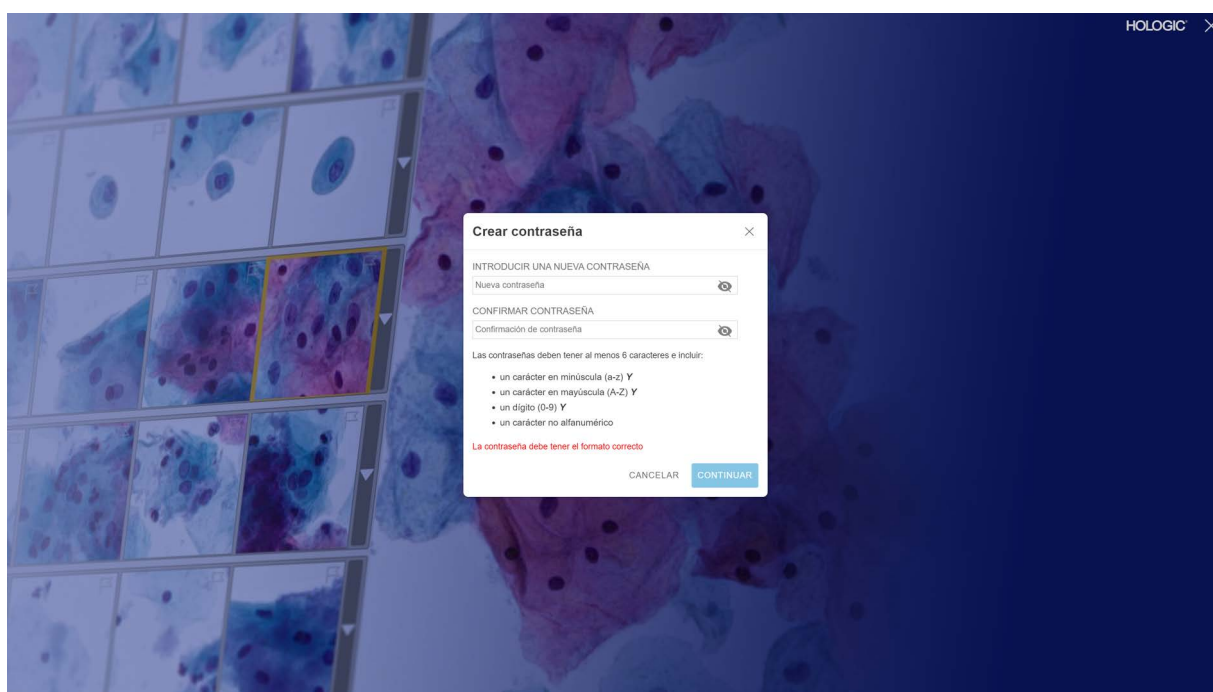 HOLOGIC
Crear contraseña
INTRODUCIR UNA NUEVA CONTRASEÑA
Nueva contraseña
CONFIRMAR CONTRASEÑA
Confirmación de contraseña
Las contraseñas deben tener al menos 6 caracteres e incluir:
• un carácter en minúscula (a-z) Y
• un carácter en mayúscula (A-Z) Y
• un dígito (0-9) Y
• un carácter no alfanumérico
La contraseña debe tener el formato correcto
CANCELAR CONTINUAR